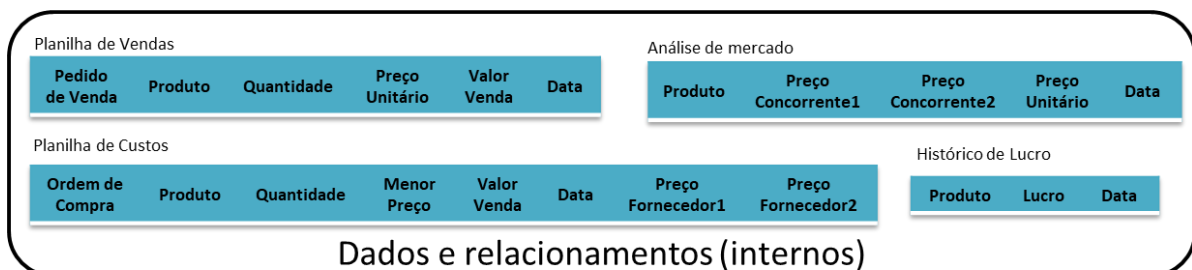 Planilha de Vendas
Pedido de Venda Produto Quantidade Preço Unitário Valor Venda Data
Análise de mercado
Produto Preço Concorrente1 Preço Concorrente2 Preço Unitário Data
Planilha de Custos
Ordem de Compra Produto Quantidade Menor Preço Valor Venda Data Preço Fornecedor1 Preço Fornecedor2
Histórico de Lucro
Produto Lucro Data
Dados e relacionamentos (internos)